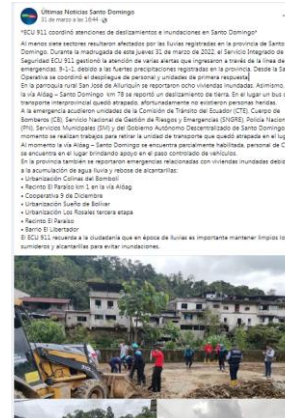 Últimas Noticias Santo Domingo
31 de marzo a las 16:44 ·
*ECU 911 coordinó atenciones de deslizamientos e inundaciones en Santo Domingo*
Al menos siete sectores resultaron afectados por las lluvias registradas en la provincia de Santo
Domingo. Durante la madrugada de este jueves 31 de marzo de 2022, el Servicio Integrado de
Seguridad ECU 911 gestionó la atención de varias alertas que ingresaron a través de la línea de
emergencias, 9-1-1, debido a las fuertes precipitaciones registradas en la provincia. Desde la Sa
Operativa se coordinó el despliegue de personal y unidades de primera respuesta
En la parroquia rural San José de Alluriquín se reportaron ocho viviendas inundadas. Asimismo,
la vía Alóag – Santo Domingo km 78 se reportó un deslizamiento de tierra. En el lugar un bus d
transporte interprovincial quedó atrapado, afortunadamente no existieron personas heridas.
A la emergencia acudieron unidades de la Comisión de Tránsito del Ecuador (CTE), Cuerpo de
Bomberos (CB), Servicio Nacional de Gestión de Riesgos y Emergencias (SNGRE), Policía Nacion
(PN), Servicios Municipales (SM) y del Gobierno Autónomo Descentralizado de Santo Domingo
momento se realizan trabajos para retirar la unidad de transporte que quedó atrapada en el lug
Al momento la vía Alóag – Santo Domingo se encuentra parcialmente habilitada, personal de C
se encuentra en el lugar brindando apoyo en el paso controlado de vehículos.
En la provincia también se reportaron emergencias relacionadas con viviendas inundadas debi
a la acumulación de agua lluvia y rebose de alcantarillas:
• Urbanización Colinas del Bombolí
• Recinto El Paraíso km 1 en la vía Alóag
• Cooperativa 9 de Diciembre
• Urbanización Sueño de Bolívar
• Urbanización Los Rosales tercera etapa
• Recinto El Paraíso
• Barrio El Libertador
El ECU 911 recuerda a la ciudadanía que en época de lluvias es importante mantener limpios lo
sumideros y alcantarillas para evitar inundaciones.